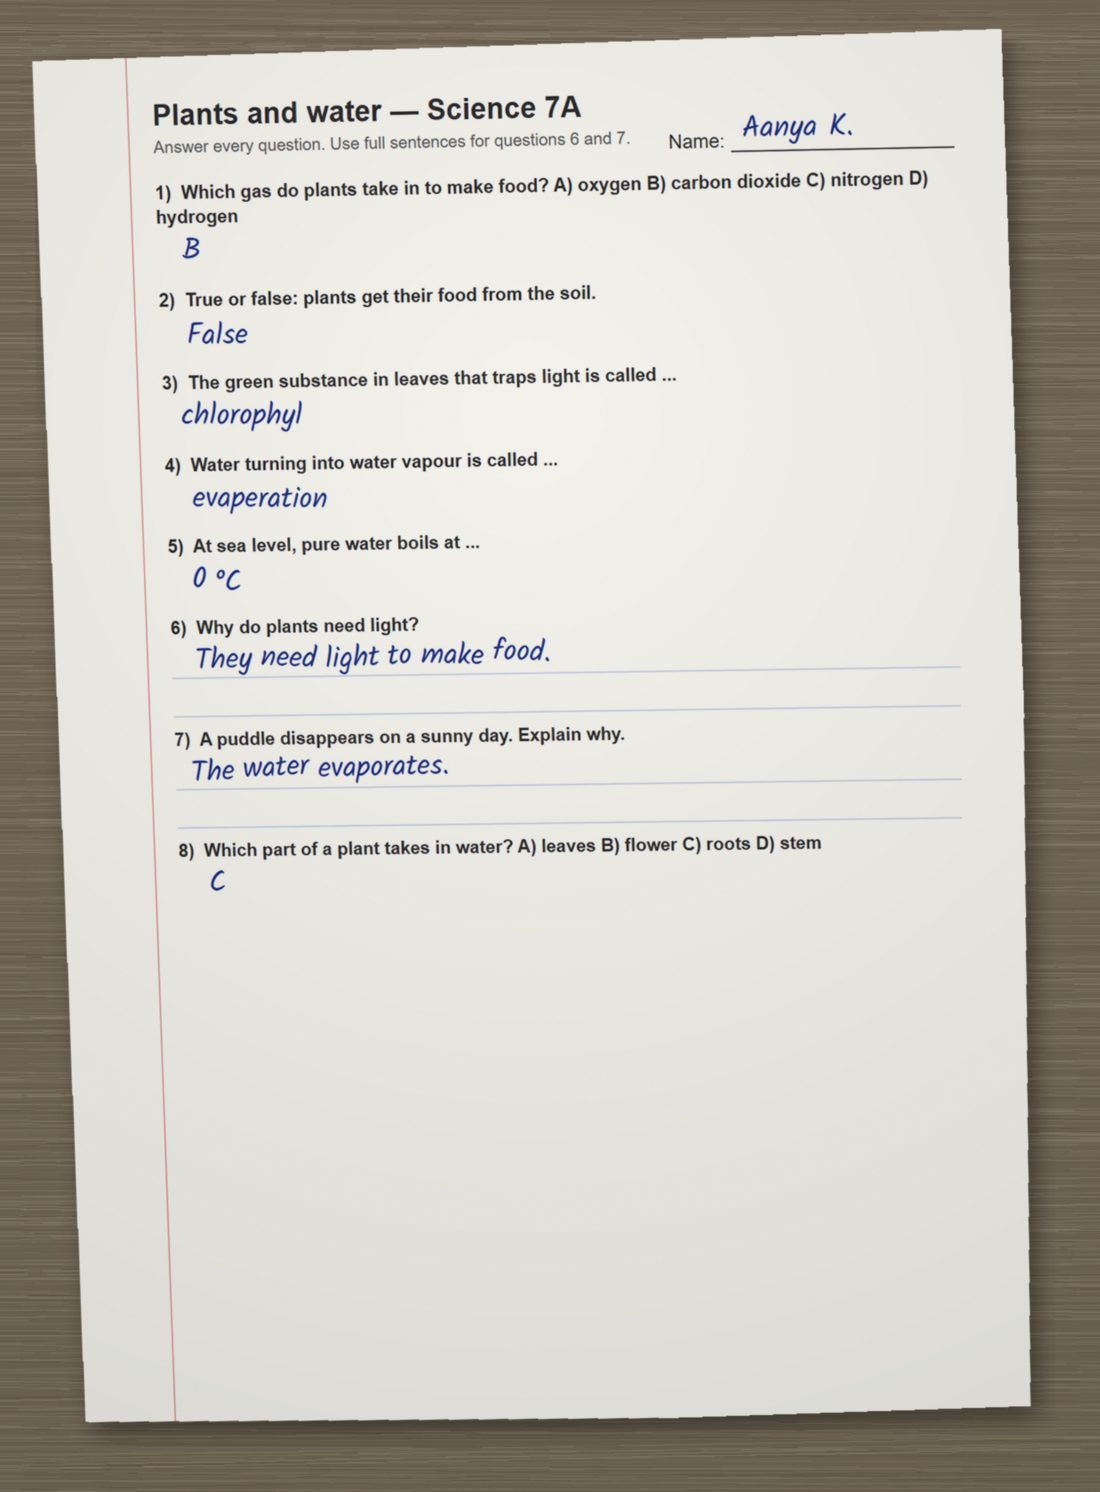 Plants and water — Science 7A
Answer every question. Use full sentences for questions 6 and 7.
Name: Aanya K.
1) Which gas do plants take in to make food? A) oxygen B) carbon dioxide C) nitrogen D)
hydrogen
B
2) True or false: plants get their food from the soil.
False
3) The green substance in leaves that traps light is called ...
chlorophyl
4) Water turning into water vapour is called ...
evaperation
5) At sea level, pure water boils at ...
0 °C
6) Why do plants need light?
They need light to make food.
7) A puddle disappears on a sunny day. Explain why.
The water evaporates.
8) Which part of a plant takes in water? A) leaves B) flower C) roots D) stem
C